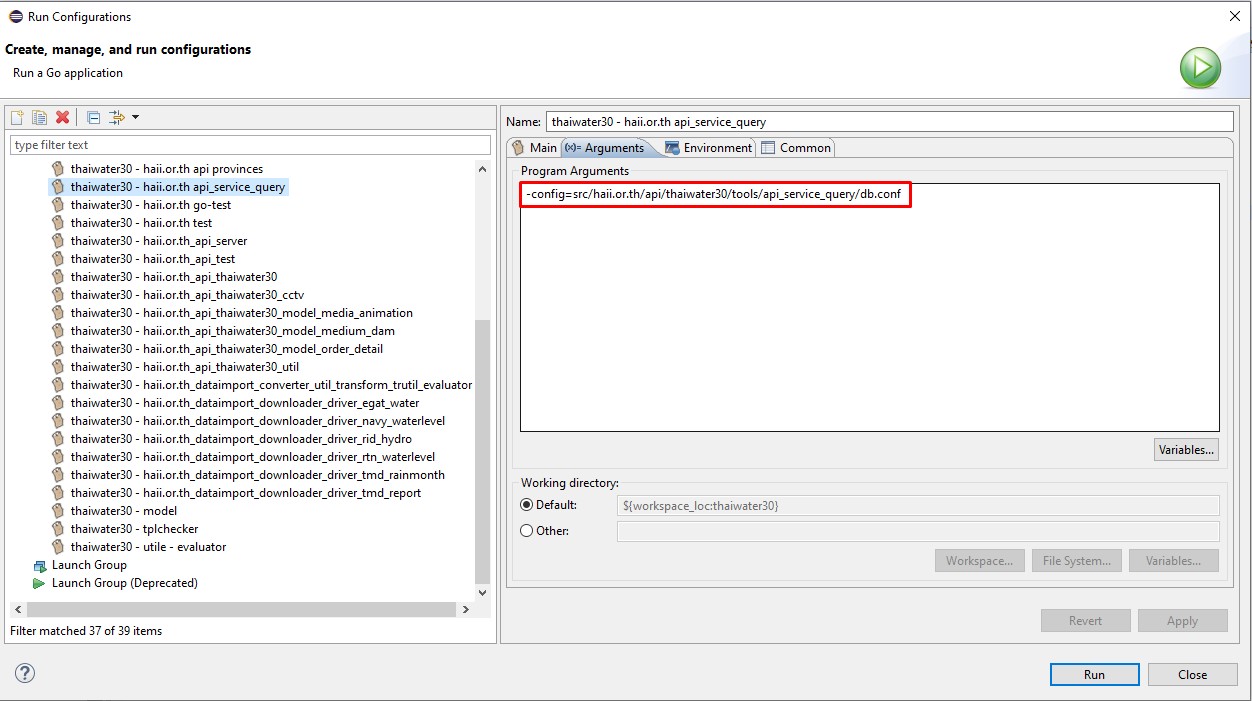 Run Configurations
Create, manage, and run configurations
Run a Go application
type filter text
thaiwater30 - haii.or.th api provinces
thaiwater30 - haii.or.th api_service_query
thaiwater30 - haii.or.th go-test
thaiwater30 - haii.or.th test
thaiwater30 - haii.or.th_api_server
thaiwater30 - haii.or.th_api_test
thaiwater30 - haii.or.th_api_thaiwater30
thaiwater30 - haii.or.th_api_thaiwater30_cctv
thaiwater30 - haii.or.th_api_thaiwater30_model_media_animation
thaiwater30 - haii.or.th_api_thaiwater30_model_medium_dam
thaiwater30 - haii.or.th_api_thaiwater30_model_order_detail
thaiwater30 - haii.or.th_api_thaiwater30_util
thaiwater30 - haii.or.th_dataimport_converter_util_transform_trutil_evaluator
thaiwater30 - haii.or.th_dataimport_downloader_driver_egat_water
thaiwater30 - haii.or.th_dataimport_downloader_driver_navy_waterlevel
thaiwater30 - haii.or.th_dataimport_downloader_driver_rid_hydro
thaiwater30 - haii.or.th_dataimport_downloader_driver_rtn_waterlevel
thaiwater30 - haii.or.th_dataimport_downloader_driver_tmd_rainmonth
thaiwater30 - haii.or.th_dataimport_downloader_driver_tmd_report
thaiwater30 - model
thaiwater30 - tplchecker
thaiwater30 - utile - evaluator
Launch Group
Launch Group (Deprecated)
Filter matched 37 of 39 items
Name: thaiwater30 - haii.or.th api_service_query
Main (x)= Arguments Environment Common
Program Arguments
-config=src/haii.or.th/api/thaiwater30/tools/api_service_query/db.conf
Variables...
Working directory:
Default: ${workspace_loc:thaiwater30}
Other:
Workspace... File System... Variables...
Revert Apply
? Run Close